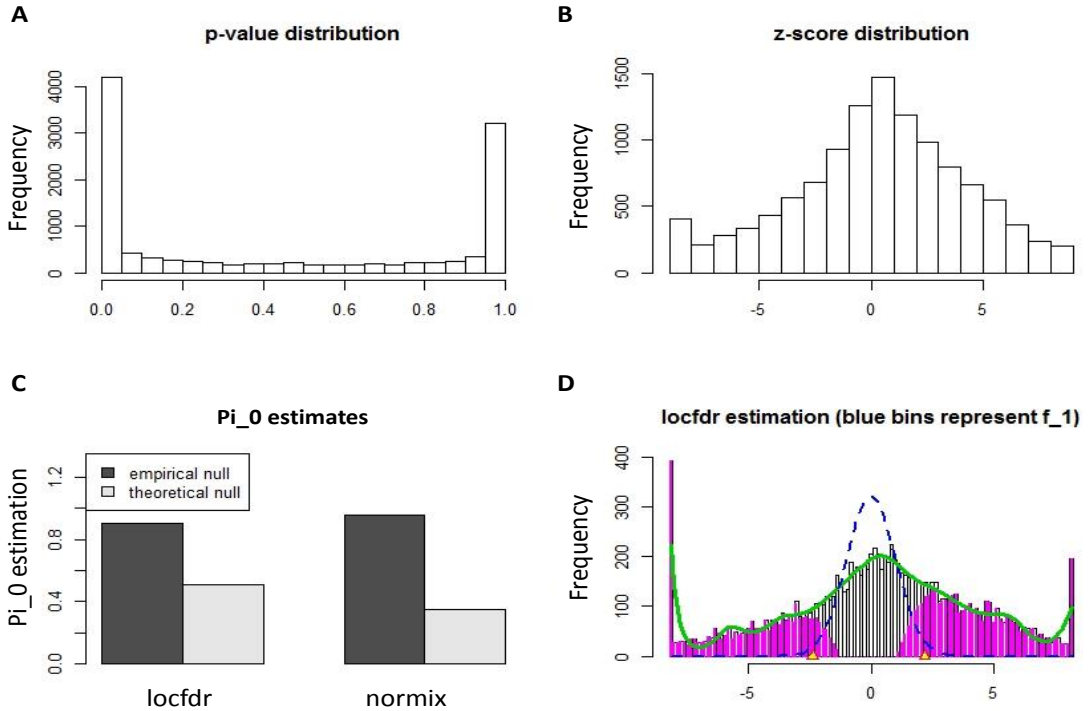 A
p-value distribution
Frequency
0 1000 2000 3000 4000
0.0 0.2 0.4 0.6 0.8 1.0
B
z-score distribution
Frequency
0 500 1000 1500
-5 0 5
C
Pi_0 estimates
Pi_0 estimation
0.0 0.4 0.8 1.2
empirical null
theoretical null
locfdr normix
D
locfdr estimation (blue bins represent f_1)
Frequency
0 100 200 300 400
-5 0 5